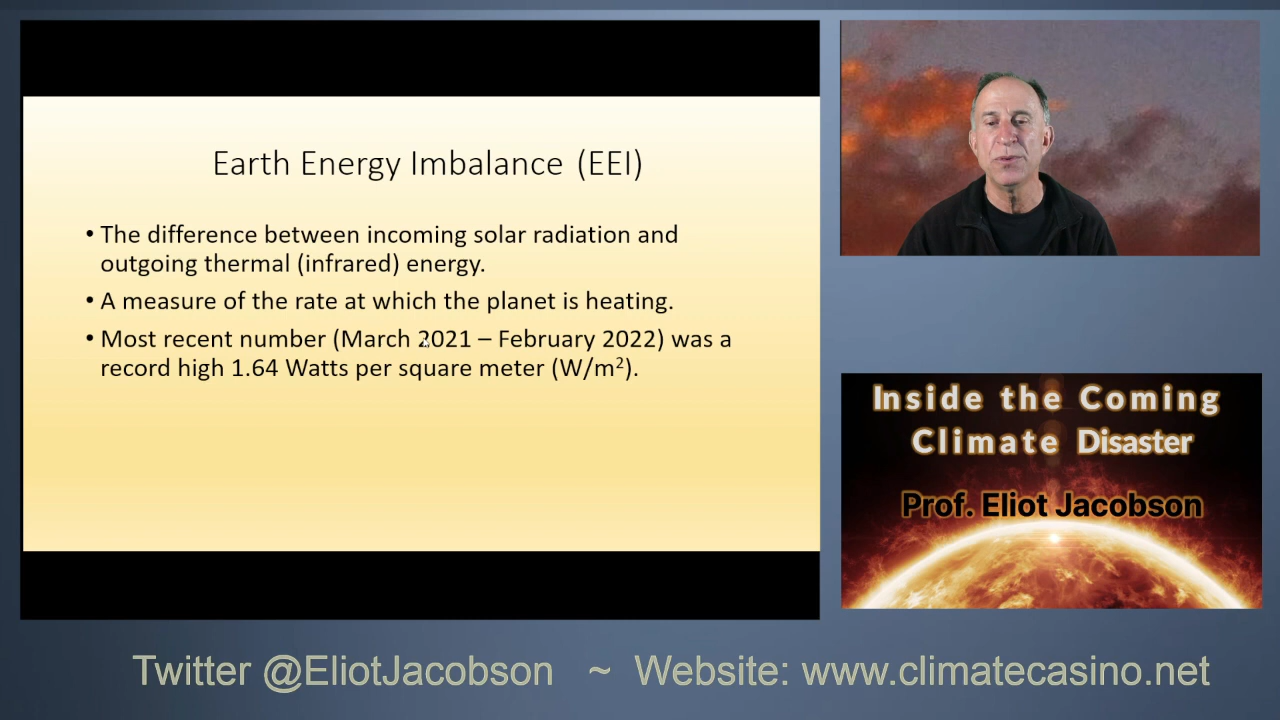 Earth Energy Imbalance (EEI)
• The difference between incoming solar radiation and
outgoing thermal (infrared) energy.
• A measure of the rate at which the planet is heating.
• Most recent number (March 2021 – February 2022) was a
record high 1.64 Watts per square meter (W/m²).
Inside the Coming
Climate Disaster
Prof. Eliot Jacobson
Twitter @EliotJacobson ~ Website: www.climatecasino.net